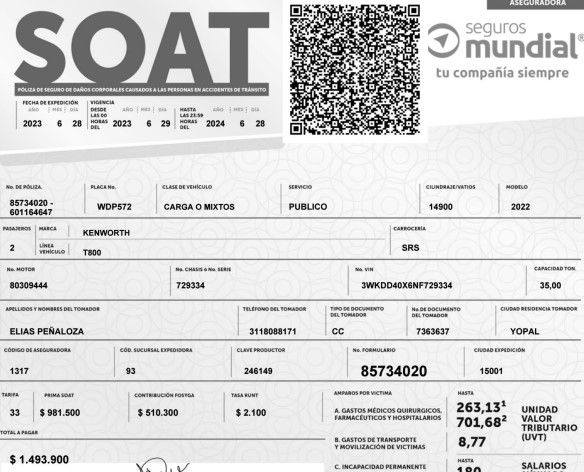 ASEGURADORA
SOAT
PÓLIZA DE SEGURO DE DAÑOS CORPORALES CAUSADOS A LAS PERSONAS EN ACCIDENTES DE TRÁNSITO
seguros
mundial®
tu compañía siempre
FECHA DE EXPEDICIÓN
AÑO MES DÍA
2023 6 28
VIGENCIA
DESDE LAS 00 HORAS DEL
AÑO MES DÍA
2023 6 29
HASTA LAS 23:59 HORAS DEL
AÑO MES DÍA
2024 6 28
No. DE PÓLIZA. PLACA No. CLASE DE VEHÍCULO SERVICIO CILINDRAJE/VATIOS MODELO
85734020 -
601164647 WDP572 CARGA O MIXTOS PUBLICO 14900 2022
PASAJEROS MARCA KENWORTH CARROCERÍA
2 LÍNEA VEHÍCULO T800 SRS
No. MOTOR No. CHASIS ó No. SERIE No. VIN CAPACIDAD TON.
80309444 729334 3WKDD40X6NF729334 35,00
APELLIDOS Y NOMBRES DEL TOMADOR TELÉFONO DEL TOMADOR TIPO DE DOCUMENTO DEL TOMADOR No. DE DOCUMENTO DEL TOMADOR CIUDAD RESIDENCIA TOMADOR
ELIAS PEÑALOZA 3118088171 CC 7363637 YOPAL
CÓDIGO DE ASEGURADORA CÓD. SUCURSAL EXPEDIDORA CLAVE PRODUCTOR No. FORMULARIO CIUDAD EXPEDICIÓN
1317 93 246149 85734020 15001
TARIFA PRIMA SOAT CONTRIBUCIÓN FOSYGA TASA RUNT
33 $ 981.500 $ 510.300 $ 2.100
TOTAL A PAGAR
$ 1.493.900
AMPAROS POR VICTIMA HASTA
A. GASTOS MÉDICOS QUIRURGICOS, FARMACÉUTICOS Y HOSPITALARIOS
263,13¹
701,68²
B. GASTOS DE TRANSPORTE Y MOVILIZACIÓN DE VICTIMAS
8,77
UNIDAD
VALOR
TRIBUTARIO
(UVT)
C. INCAPACIDAD PERMANENTE
HASTA
180
SALARIOS